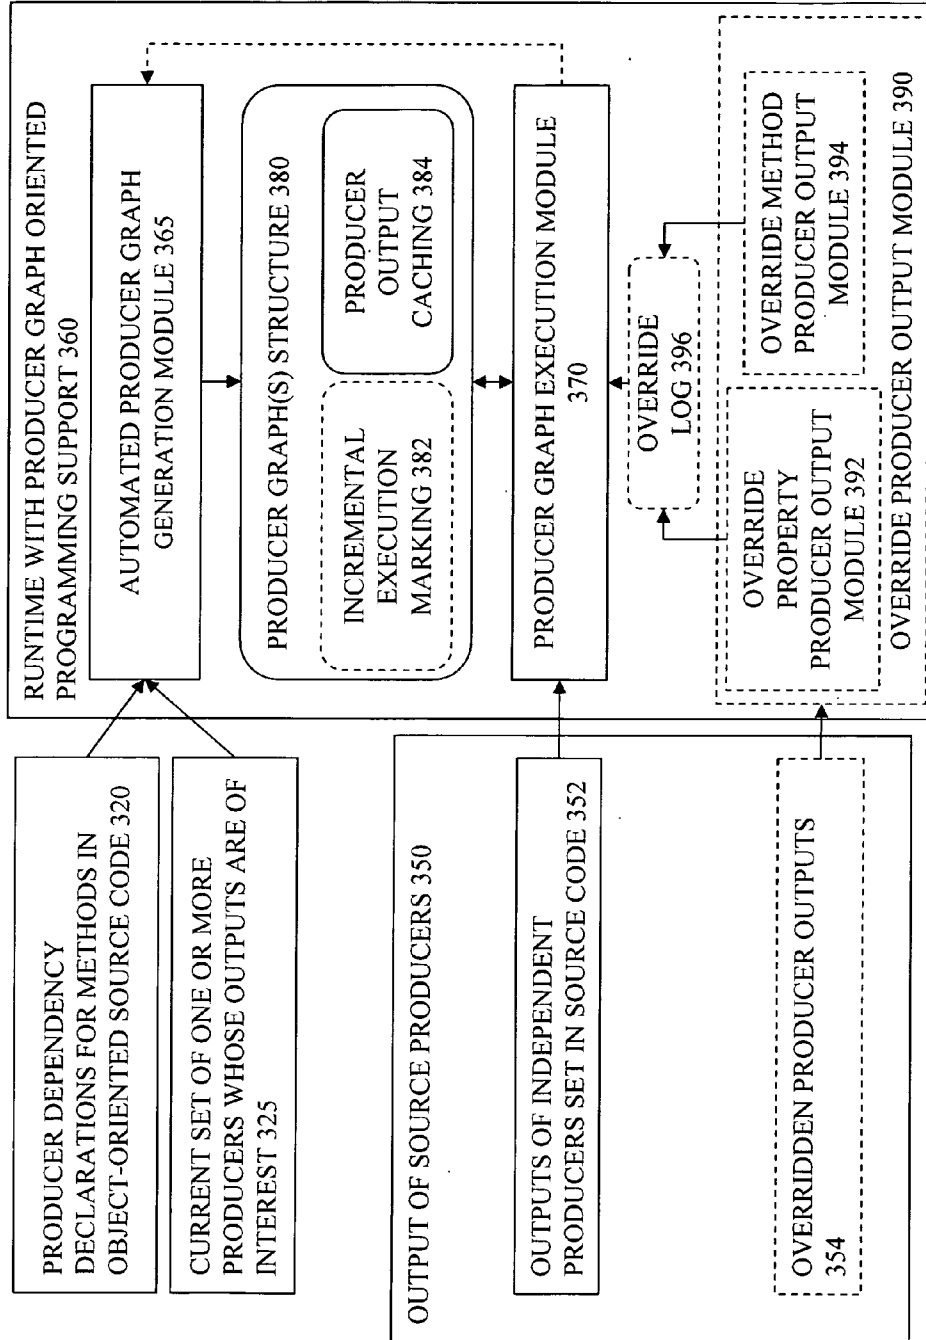 PRODUCER DEPENDENCY
DECLARATIONS FOR METHODS IN
OBJECT-ORIENTED SOURCE CODE 320
CURRENT SET OF ONE OR MORE
PRODUCERS WHOSE OUTPUTS ARE OF
INTEREST 325
OUTPUT OF SOURCE PRODUCERS 350
OUTPUTS OF INDEPENDENT
PRODUCERS SET IN SOURCE CODE 352
OVERRIDDEN PRODUCER OUTPUTS
354
RUNTIME WITH PRODUCER GRAPH ORIENTED
PROGRAMMING SUPPORT 360
AUTOMATED PRODUCER GRAPH
GENERATION MODULE 365
PRODUCER GRAPH(S) STRUCTURE 380
INCREMENTAL
EXECUTION
MARKING 382
PRODUCER
OUTPUT
CACHING 384
PRODUCER GRAPH EXECUTION MODULE
370
OVERRIDE
LOG 396
OVERRIDE
PROPERTY
PRODUCER OUTPUT
MODULE 392
OVERRIDE METHOD
PRODUCER OUTPUT
MODULE 394
OVERRIDE PRODUCER OUTPUT MODULE 390